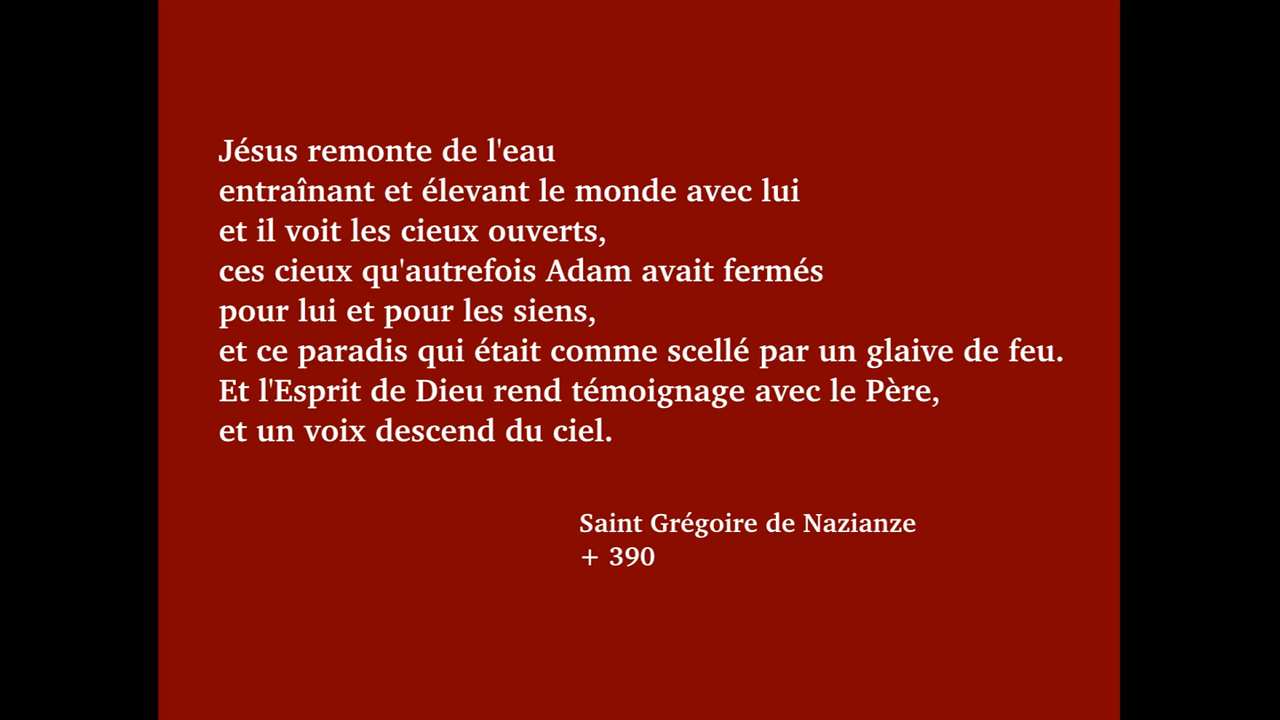 Jésus remonte de l'eau
entraînant et élevant le monde avec lui
et il voit les cieux ouverts,
ces cieux qu'autrefois Adam avait fermés
pour lui et pour les siens,
et ce paradis qui était comme scellé par un glaive de feu.
Et l'Esprit de Dieu rend témoignage avec le Père,
et un voix descend du ciel.
Saint Grégoire de Nazianze
+ 390